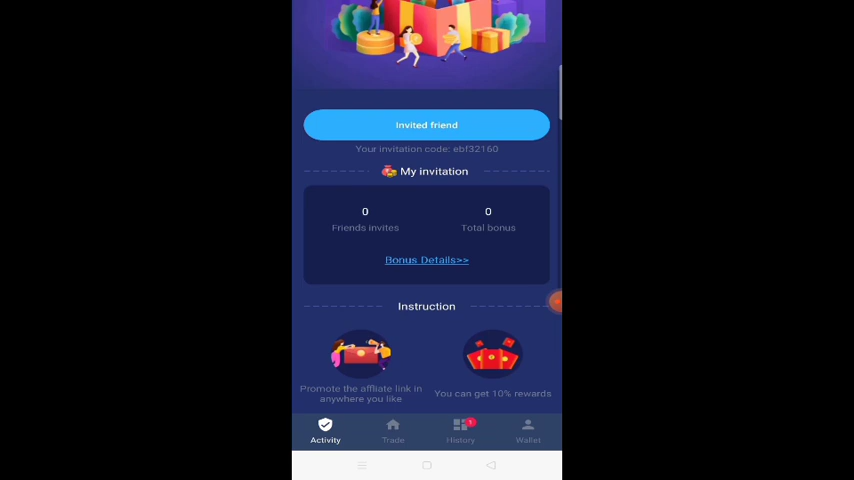 Invited friend
Your invitation code: ebf32160
My invitation
0 0
Friends invites Total bonus
Bonus Details>>
Instruction
Promote the affliate link in
anywhere you like
You can get 10% rewards
1
Activity Trade History Wallet